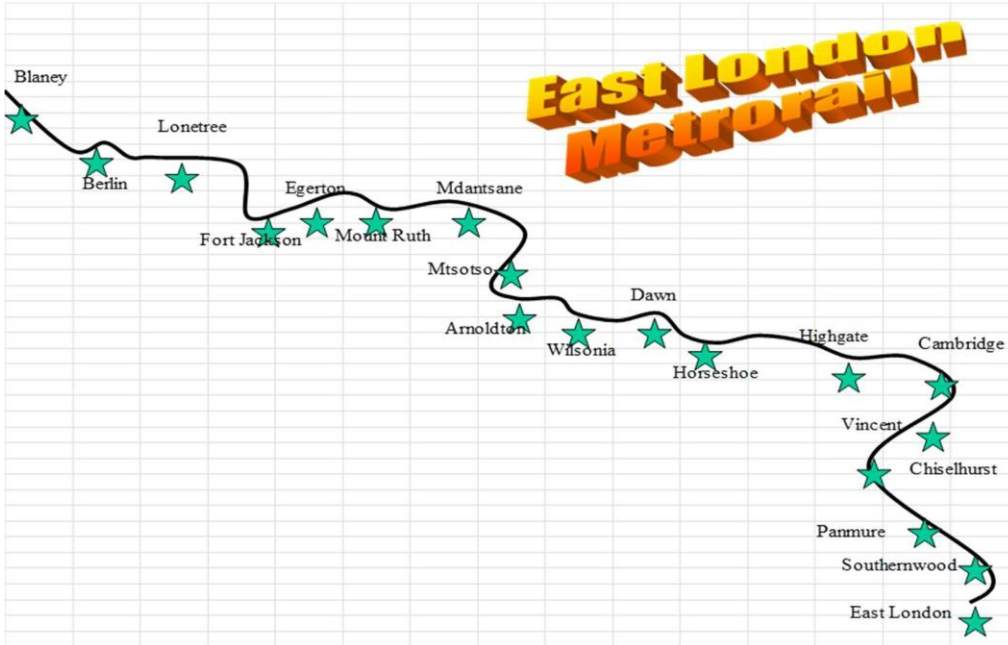 East London
Metrorail
Blaney
Lonetree
Berlin
Egerton
Mdantsane
Fort Jackson
Mount Ruth
Mtsotso
Dawn
Arnoldton
Wilsonia
Highgate
Cambridge
Horseshoe
Vincent
Chiselhurst
Panmure
Southernwood
East London